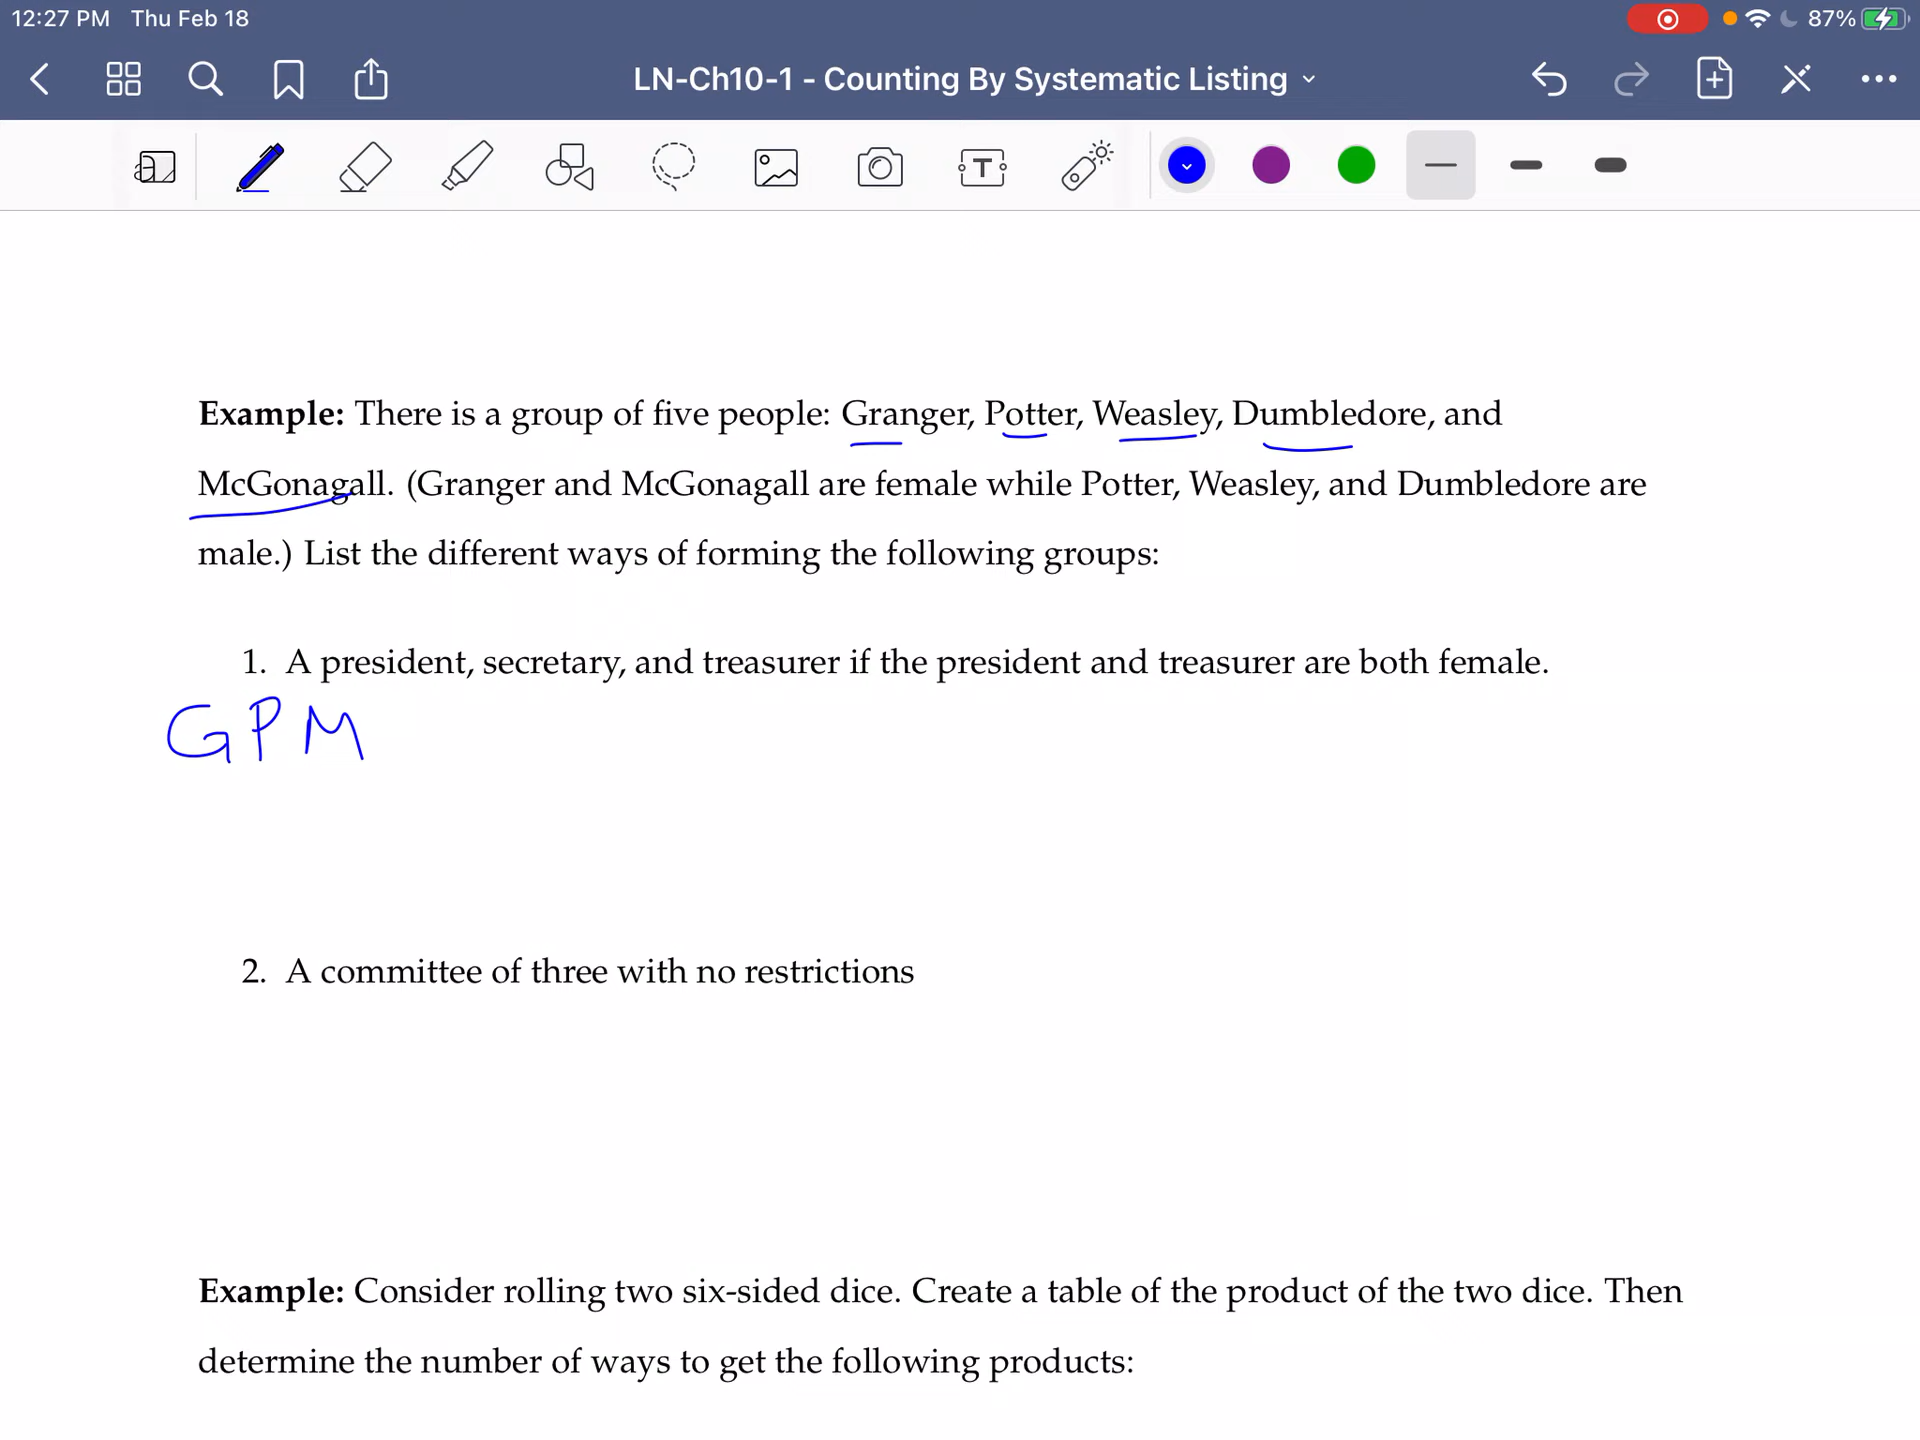 12:27 PM Thu Feb 18 87%
LN-Ch10-1 - Counting By Systematic Listing
a T
Example: There is a group of five people: Granger, Potter, Weasley, Dumbledore, and
McGonagall. (Granger and McGonagall are female while Potter, Weasley, and Dumbledore are
male.) List the different ways of forming the following groups:
1. A president, secretary, and treasurer if the president and treasurer are both female.
G P M
2. A committee of three with no restrictions
Example: Consider rolling two six-sided dice. Create a table of the product of the two dice. Then
determine the number of ways to get the following products: